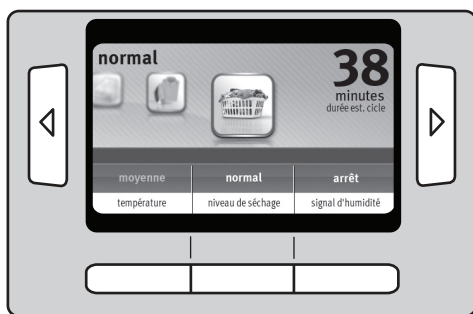 normal
38
minutes
durée est. cicle
moyenne normal arrêt
température niveau de séchage signal d'humidité